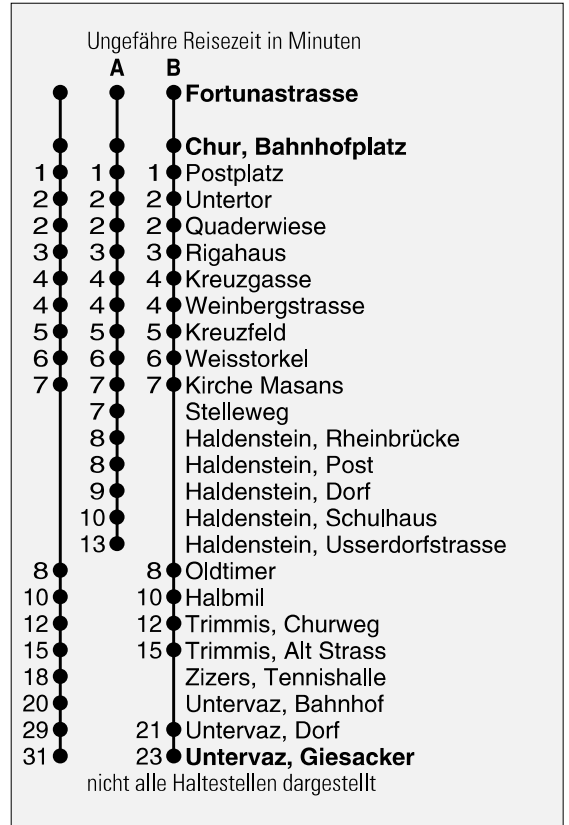 Ungefähre Reisezeit in Minuten
A B
Fortunastrasse
Chur, Bahnhofplatz
1 1 1 Postplatz
2 2 2 Untertor
2 2 2 Quaderwiese
3 3 3 Rigahaus
4 4 4 Kreuzgasse
4 4 4 Weinbergstrasse
5 5 5 Kreuzfeld
6 6 6 Weisstorkel
7 7 7 Kirche Masans
7 Stelleweg
8 Haldenstein, Rheinbrücke
8 Haldenstein, Post
9 Haldenstein, Dorf
10 Haldenstein, Schulhaus
13 Haldenstein, Usserdorfstrasse
8 8 Oldtimer
10 10 Halbmil
12 12 Trimmis, Churweg
15 15 Trimmis, Alt Strass
18 Zizers, Tennishalle
20 Untervaz, Bahnhof
29 21 Untervaz, Dorf
31 23 Untervaz, Giesacker
nicht alle Haltestellen dargestellt